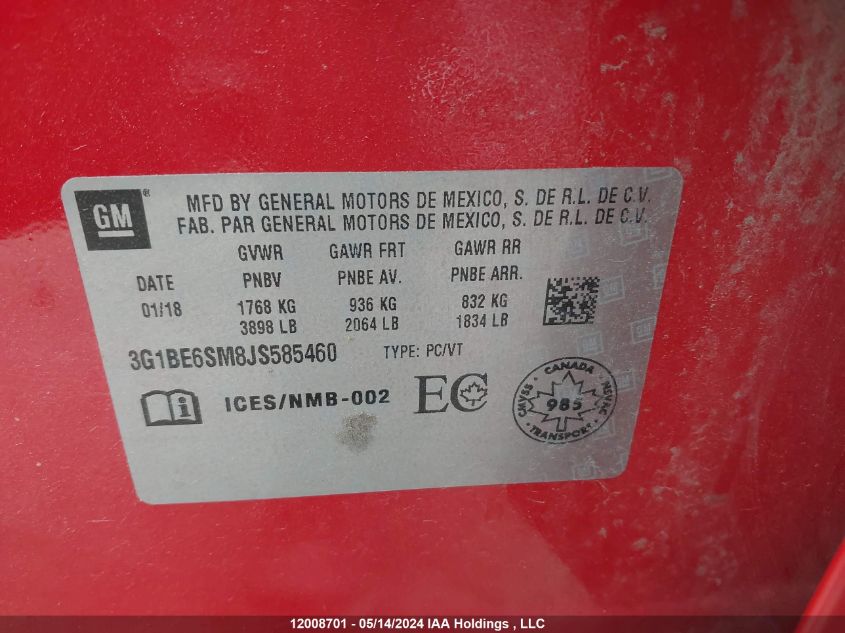 GM®
MFD BY GENERAL MOTORS DE MEXICO, S. DE R.L. DE C.V.
FAB. PAR GENERAL MOTORS DE MEXICO, S. DE R.L. DE C.V.
GVWR GAWR FRT GAWR RR
DATE PNBV PNBE AV. PNBE ARR.
01/18 1768 KG 936 KG 832 KG
3898 LB 2064 LB 1834 LB
3G1BE6SM8JS585460 TYPE: PC/VT
ICES/NMB-002 EC
CANADA
CMVSS 985 NSVAC
TRANSPORT
12008701 - 05/14/2024 IAA Holdings , LLC